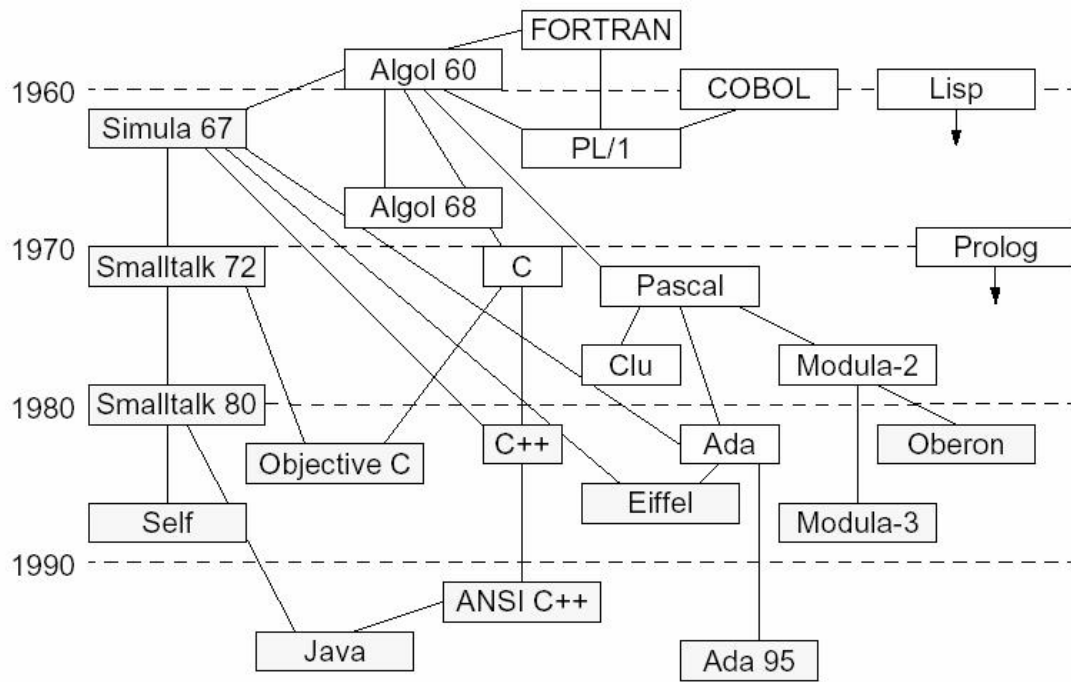 FORTRAN
Algol 60
1960
COBOL
Lisp
Simula 67
PL/1
Algol 68
1970
Prolog
Smalltalk 72
C
Pascal
Clu
Modula-2
Smalltalk 80
1980
C++
Ada
Oberon
Objective C
Eiffel
Self
Modula-3
1990
ANSI C++
Java
Ada 95